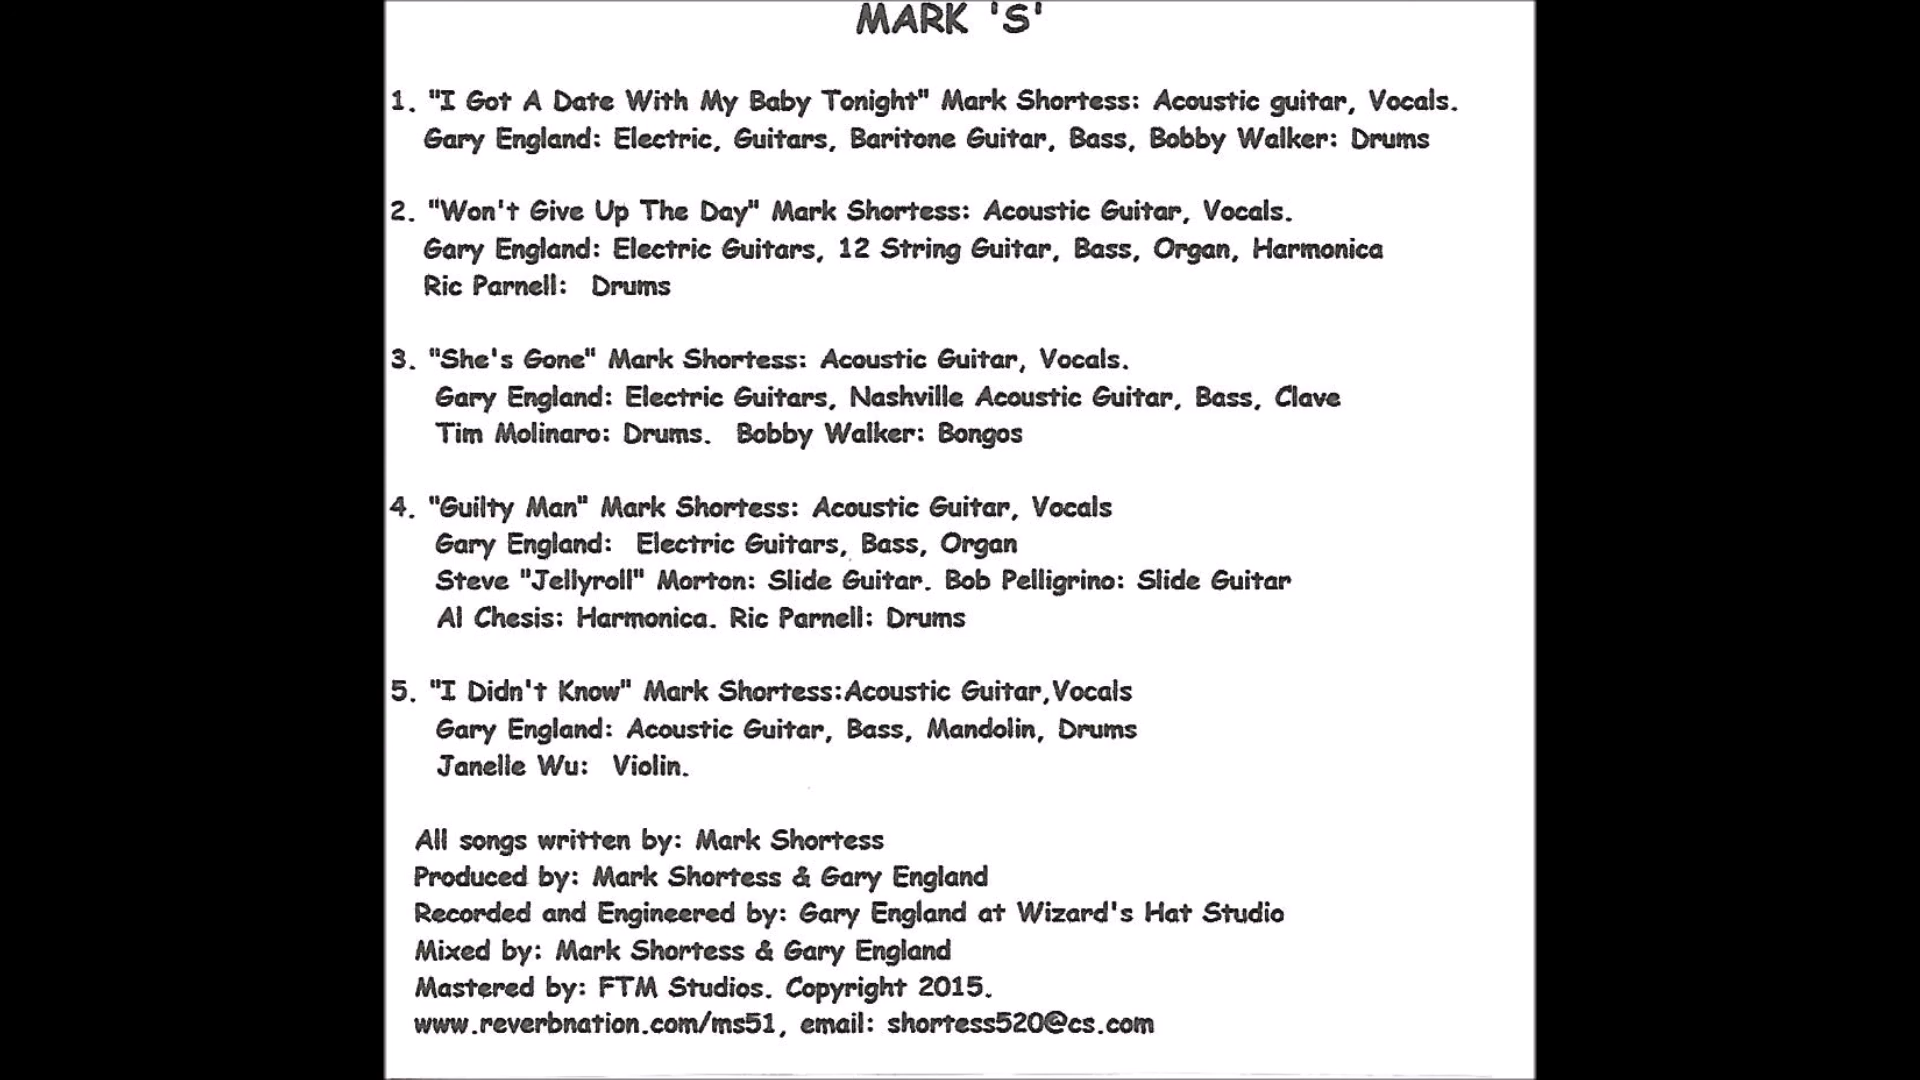 MARK 'S'
1. "I Got A Date With My Baby Tonight" Mark Shortess: Acoustic guitar, Vocals.
Gary England: Electric, Guitars, Baritone Guitar, Bass, Bobby Walker: Drums
2. "Won't Give Up The Day" Mark Shortess: Acoustic Guitar, Vocals.
Gary England: Electric Guitars, 12 String Guitar, Bass, Organ, Harmonica
Ric Parnell: Drums
3. "She's Gone" Mark Shortess: Acoustic Guitar, Vocals.
Gary England: Electric Guitars, Nashville Acoustic Guitar, Bass, Clave
Tim Molinaro: Drums. Bobby Walker: Bongos
4. "Guilty Man" Mark Shortess: Acoustic Guitar, Vocals
Gary England: Electric Guitars, Bass, Organ
Steve "Jellyroll" Morton: Slide Guitar. Bob Pelligrino: Slide Guitar
Al Chesis: Harmonica. Ric Parnell: Drums
5. "I Didn't Know" Mark Shortess:Acoustic Guitar,Vocals
Gary England: Acoustic Guitar, Bass, Mandolin, Drums
Janelle Wu: Violin.
All songs written by: Mark Shortess
Produced by: Mark Shortess & Gary England
Recorded and Engineered by: Gary England at Wizard's Hat Studio
Mixed by: Mark Shortess & Gary England
Mastered by: FTM Studios. Copyright 2015.
www.reverbnation.com/ms51, email: shortess520@cs.com